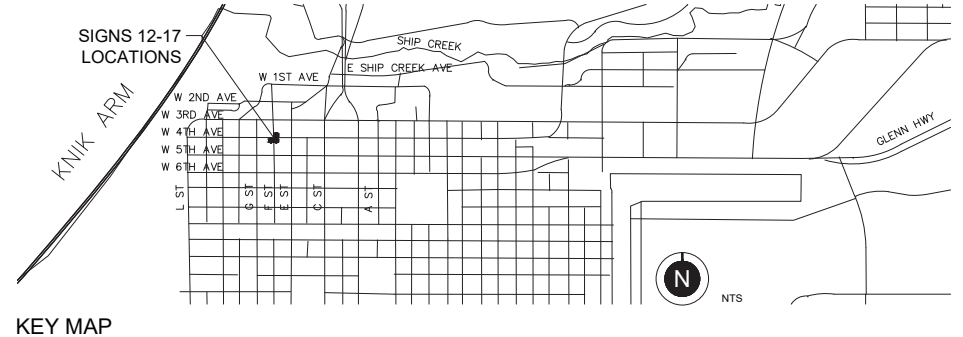 SIGNS 12-17
LOCATIONS
SHIP CREEK
E SHIP CREEK AVE
W 1ST AVE
W 2ND AVE
W 3RD AVE
W 4TH AVE
W 5TH AVE
W 6TH AVE
KNIK ARM
GLENN HWY
L ST
G ST
F ST
E ST
C ST
A ST
N
NTS
KEY MAP